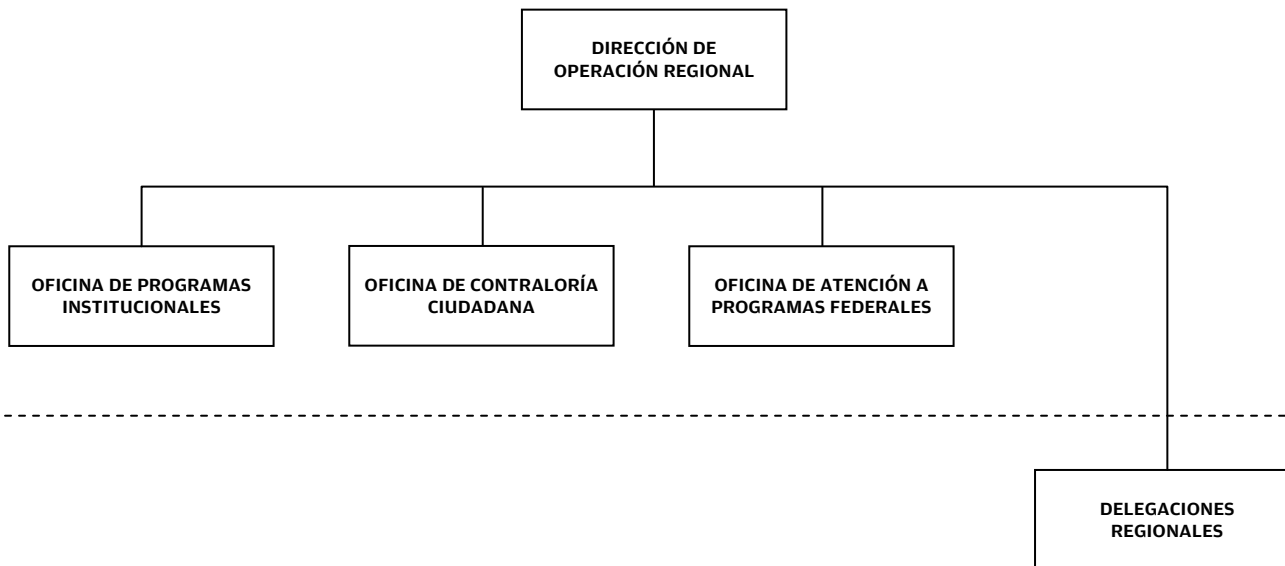 DIRECCIÓN DE
OPERACIÓN REGIONAL
OFICINA DE PROGRAMAS
INSTITUCIONALES
OFICINA DE CONTRALORÍA
CIUDADANA
OFICINA DE ATENCIÓN A
PROGRAMAS FEDERALES
DELEGACIONES
REGIONALES